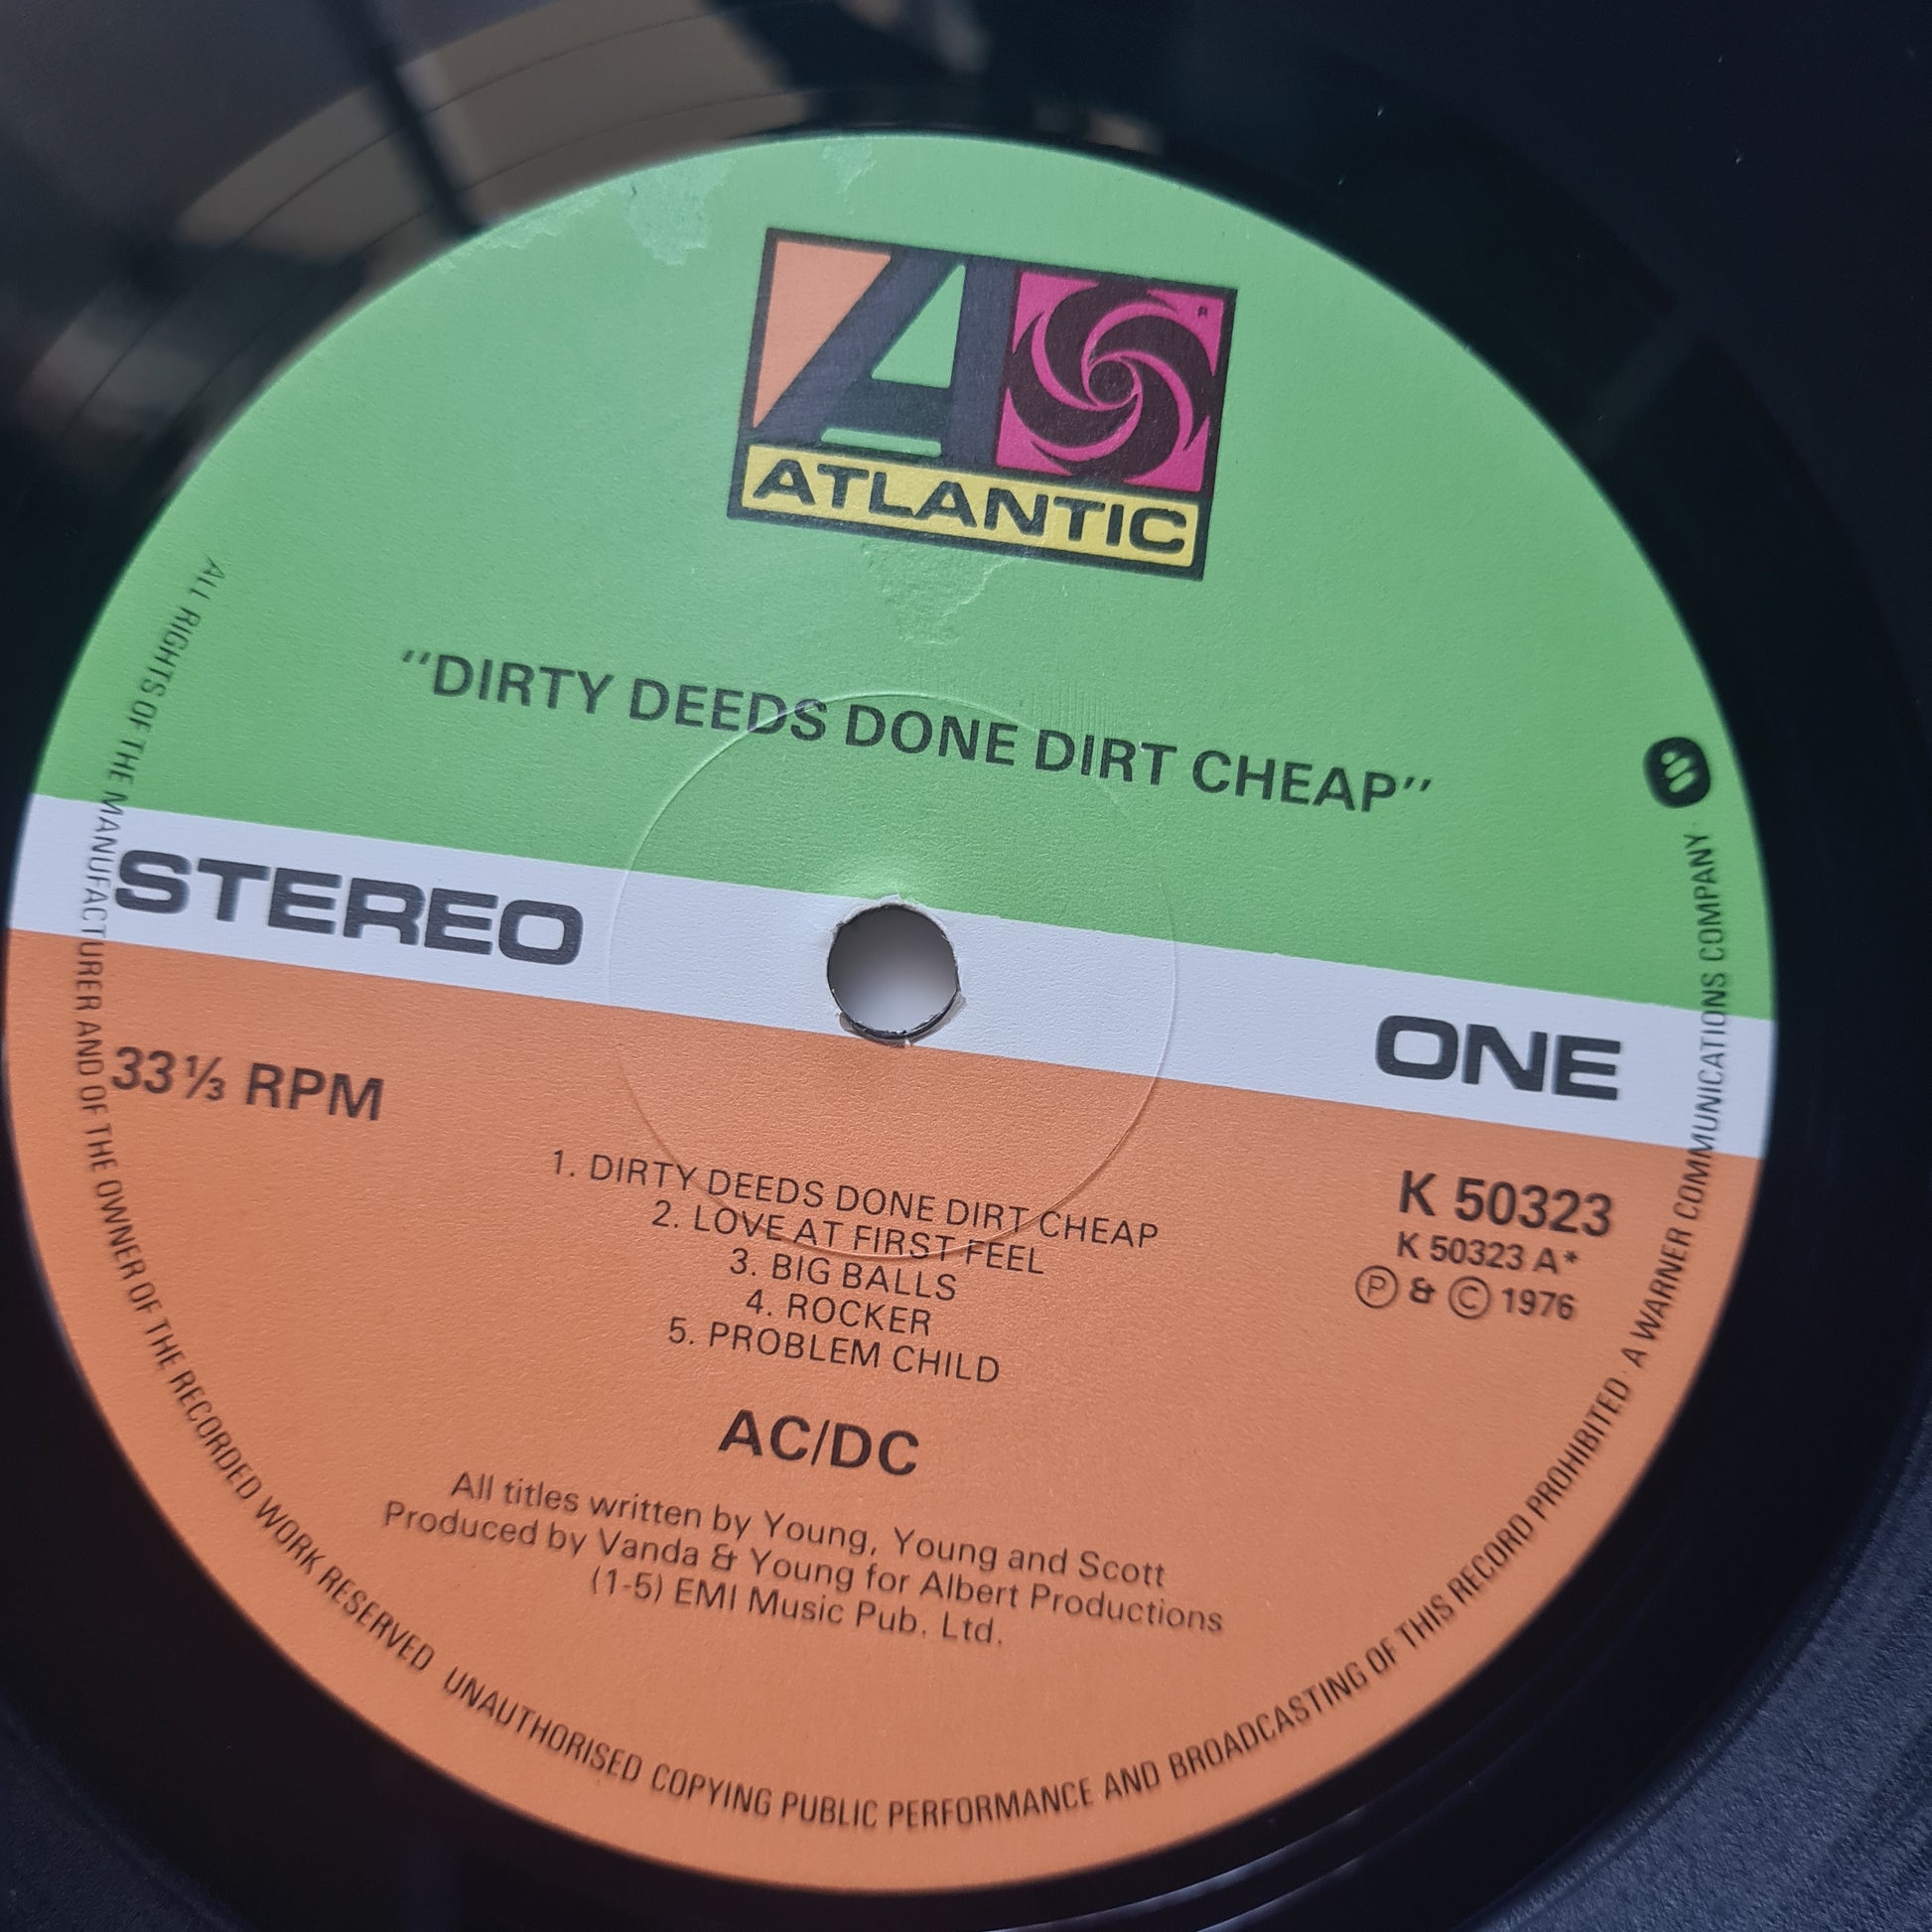 ATLANTIC
"DIRTY DEEDS DONE DIRT CHEAP"
STEREO
ONE
33⅓ RPM
K 50323
K 50323 A*
Ⓟ & Ⓒ 1976
1. DIRTY DEEDS DONE DIRT CHEAP
2. LOVE AT FIRST FEEL
3. BIG BALLS
4. ROCKER
5. PROBLEM CHILD
AC/DC
All titles written by Young, Young and Scott
Produced by Vanda & Young for Albert Productions
(1-5) EMI Music Pub. Ltd.
ALL RIGHTS OF THE MANUFACTURER AND OF THE OWNER OF THE RECORDED WORK RESERVED UNAUTHORISED COPYING PUBLIC PERFORMANCE AND BROADCASTING OF THIS RECORD PROHIBITED · A WARNER COMMUNICATIONS COMPANY ·